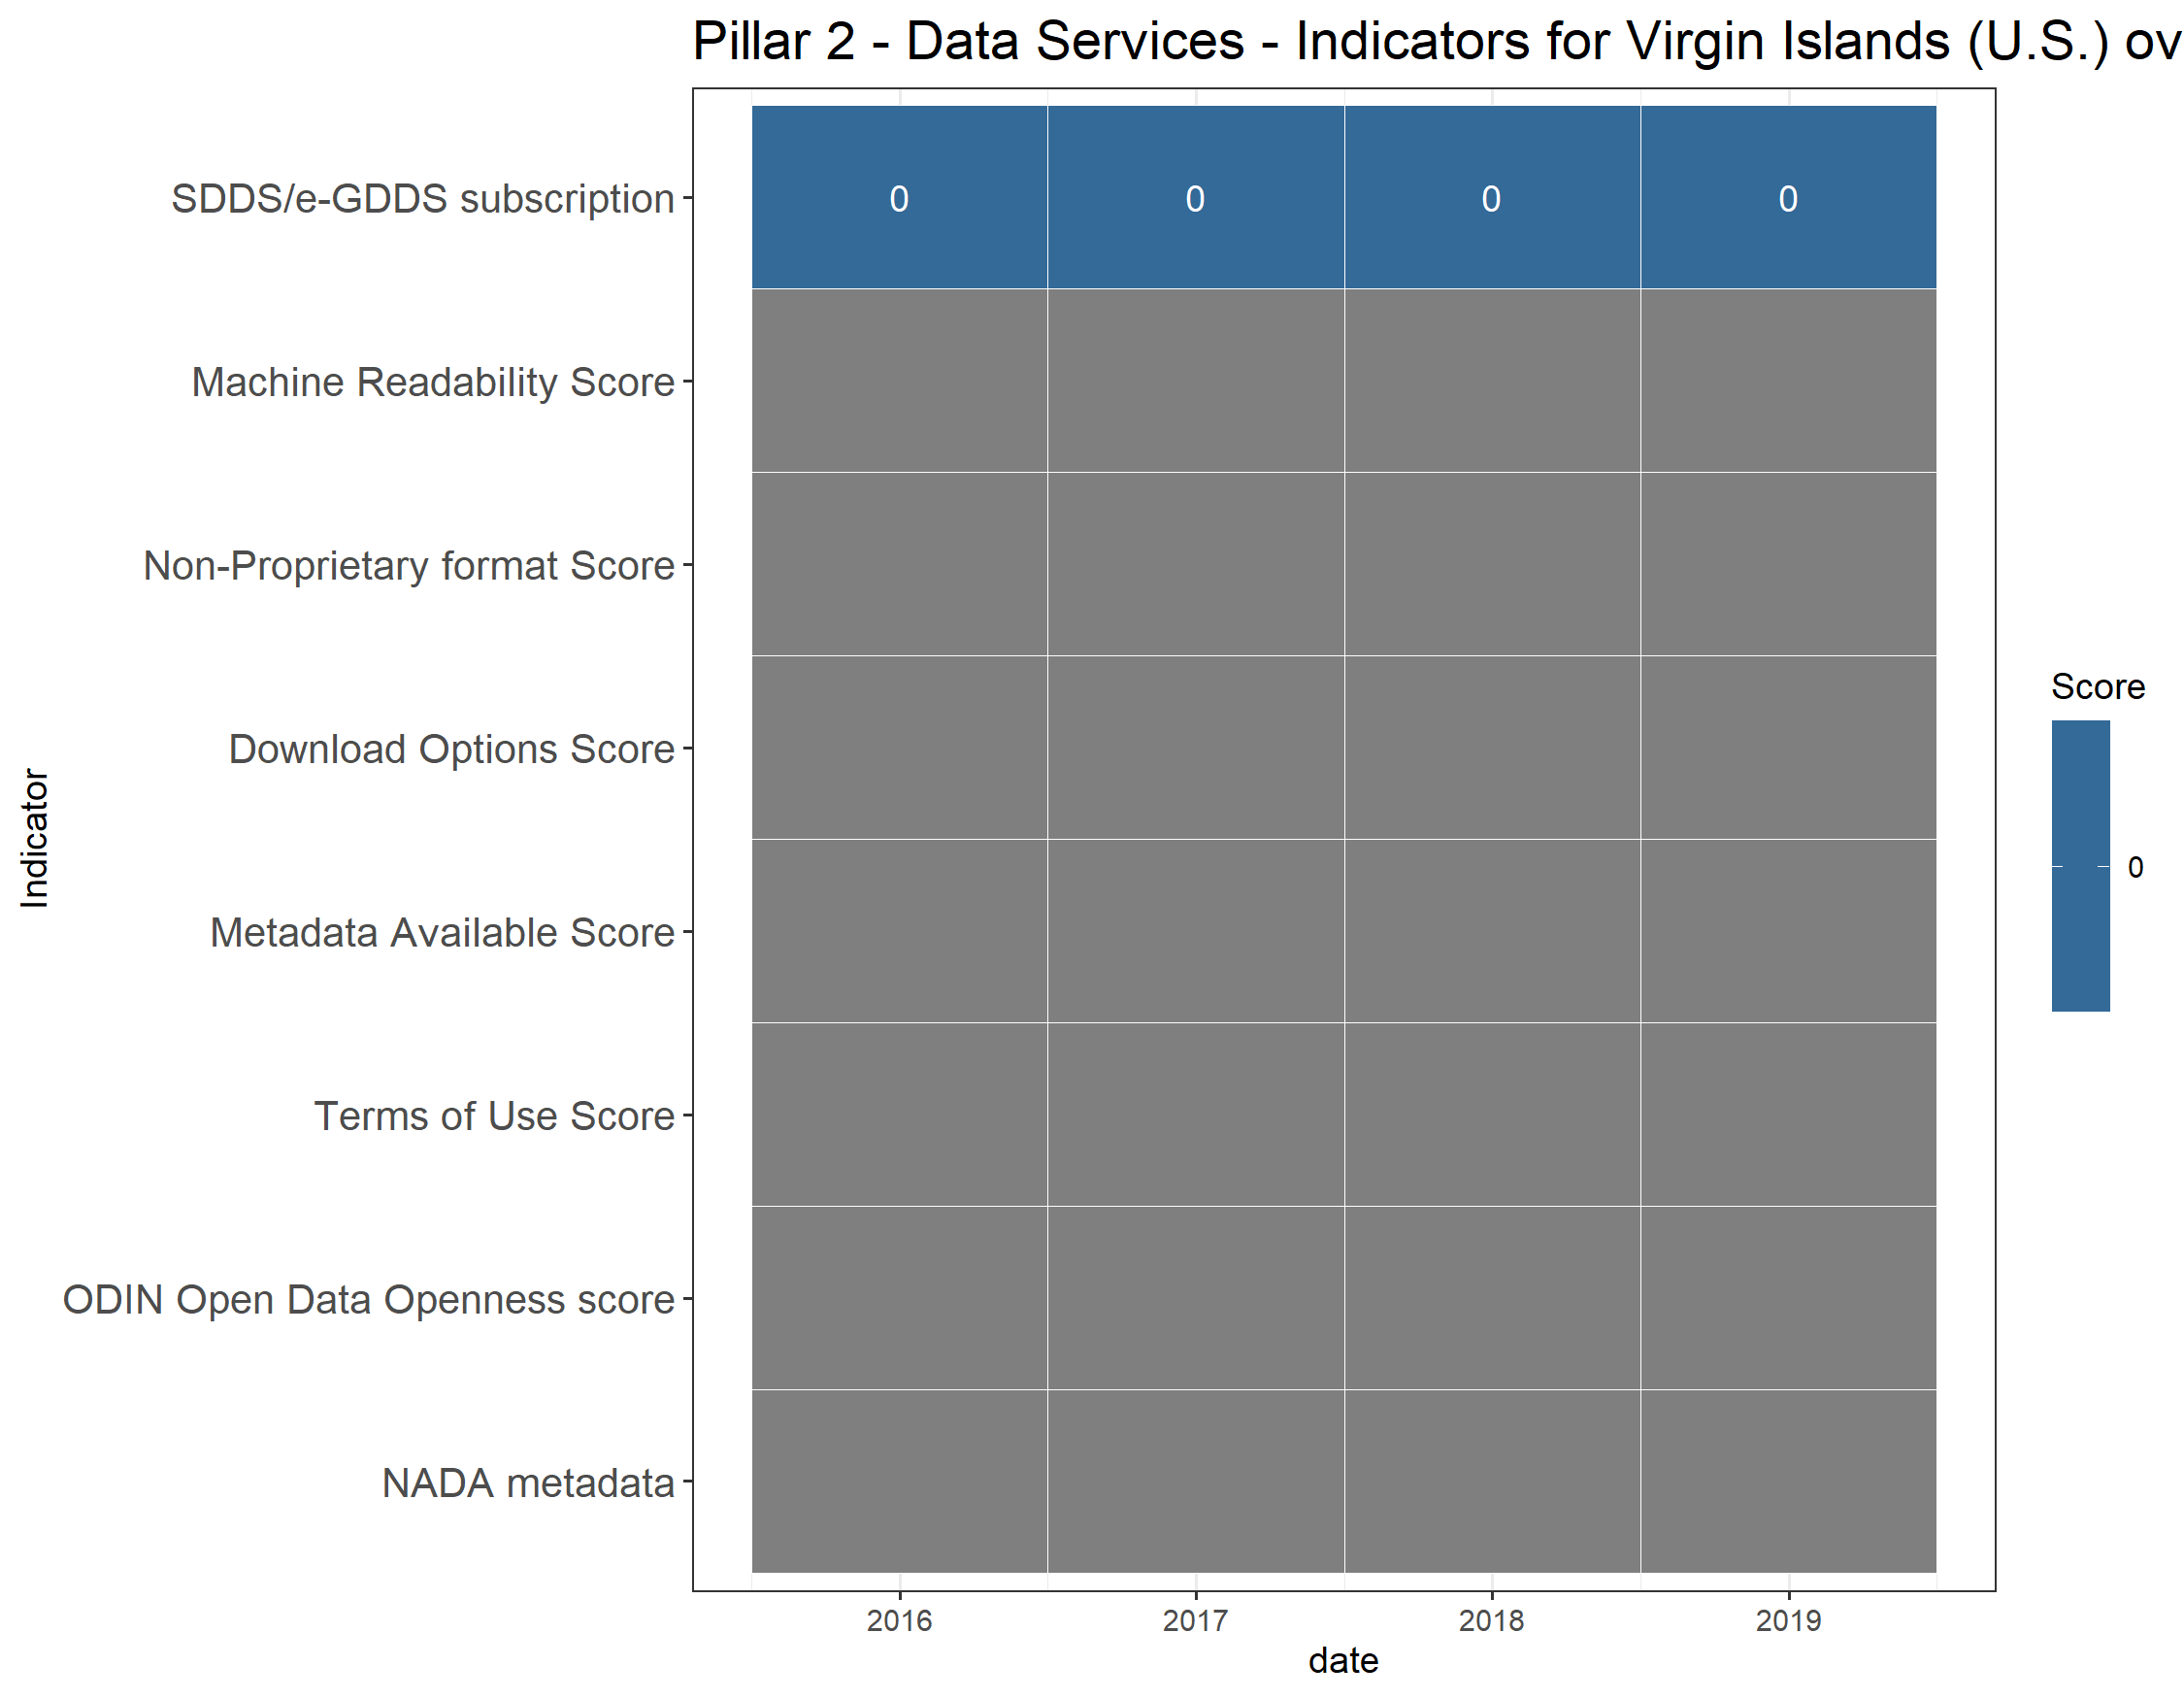 Pillar 2 - Data Services - Indicators for Virgin Islands (U.S.) ov
SDDS/e-GDDS subscription
0 0 0 0
Machine Readability Score
Non-Proprietary format Score
Download Options Score
Metadata Available Score
Terms of Use Score
ODIN Open Data Openness score
NADA metadata
Indicator
2016 2017 2018 2019
date
Score
0